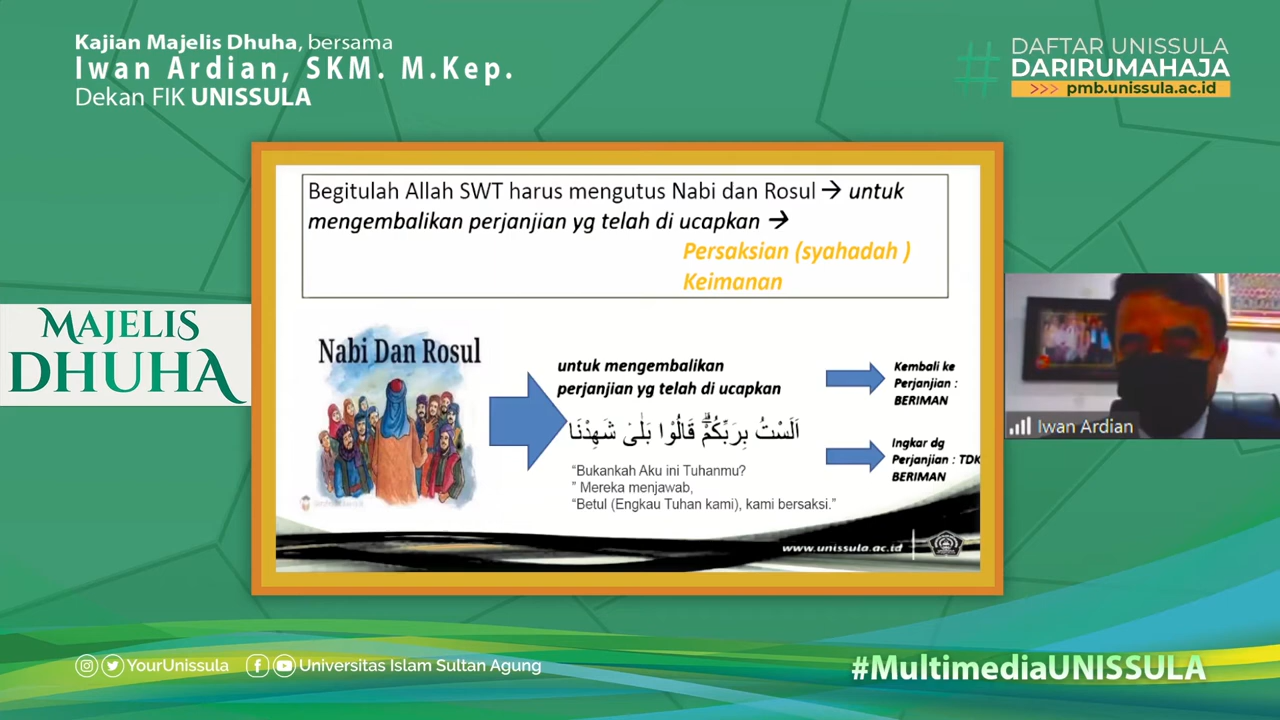 Kajian Majelis Dhuha, bersama
Iwan Ardian, SKM. M.Kep.
Dekan FIK UNISSULA
# DAFTAR UNISSULA
DARIRUMAHAJA
>>> pmb.unissula.ac.id
Begitulah Allah SWT harus mengutus Nabi dan Rosul → untuk
mengembalikan perjanjian yg telah di ucapkan →
Persaksian (syahadah )
Keimanan
MAJELIS
DHUHA
Nabi Dan Rosul
untuk mengembalikan
perjanjian yg telah di ucapkan
اَلَسْتُ بِرَبِّكُمْۗ قَالُوْا بَلٰىۛ شَهِدْنَا
“Bukankah Aku ini Tuhanmu?
” Mereka menjawab,
“Betul (Engkau Tuhan kami), kami bersaksi.”
Kembali ke
Perjanjian :
BERIMAN
Ingkar dg
Perjanjian : TDK
BERIMAN
www.unissula.ac.id
Iwan Ardian
YourUnissula
Universitas Islam Sultan Agung
#MultimediaUNISSULA